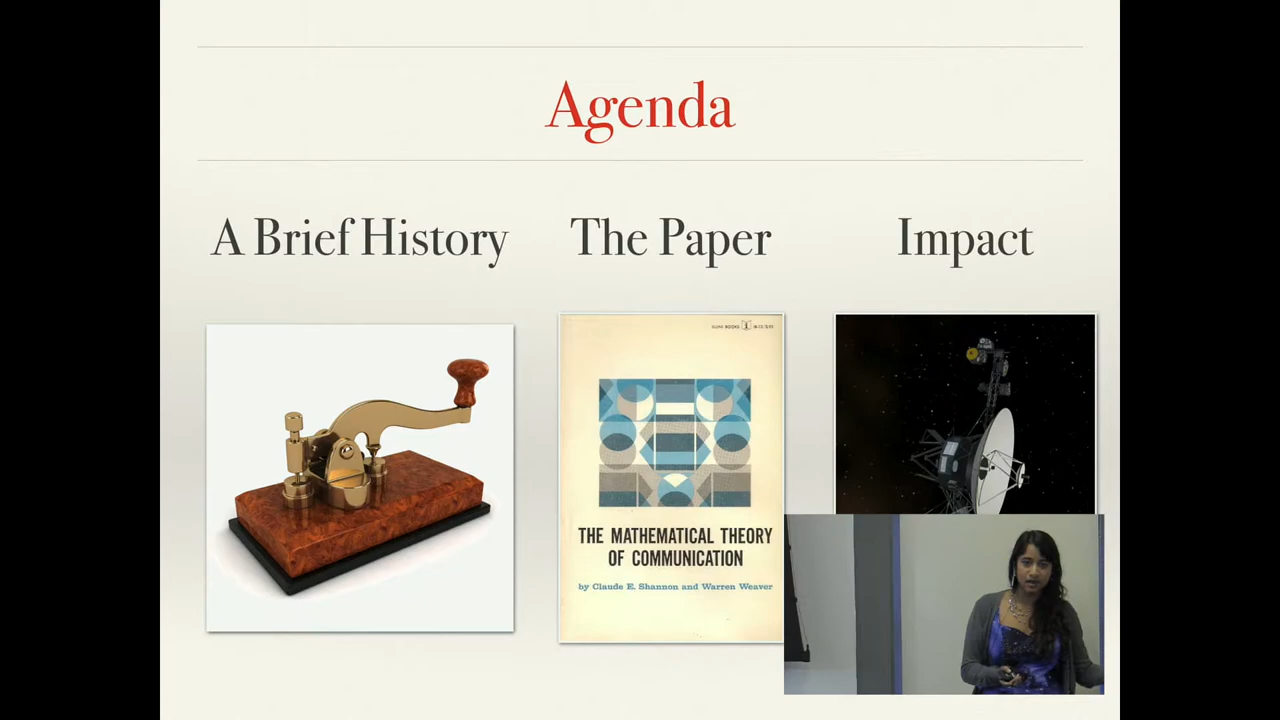 Agenda
A Brief History
The Paper
Impact
THE MATHEMATICAL THEORY
OF COMMUNICATION
by Claude E. Shannon and Warren Weaver